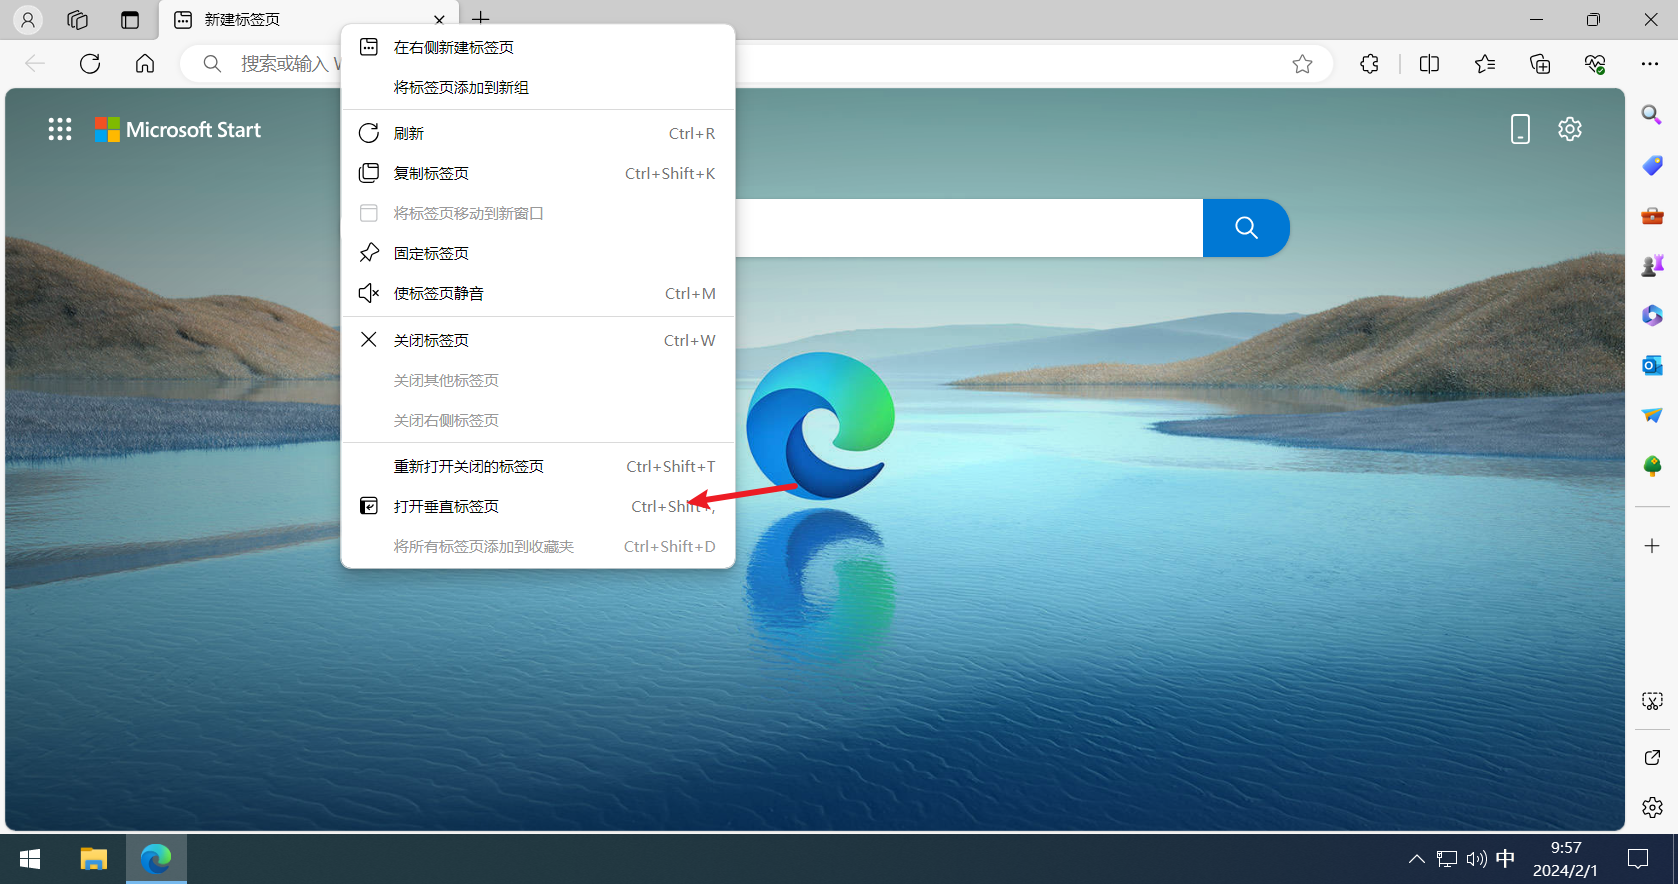 新建标签页
搜索或输入 W
在右侧新建标签页
将标签页添加到新组
刷新 Ctrl+R
复制标签页 Ctrl+Shift+K
将标签页移动到新窗口
固定标签页
使标签页静音 Ctrl+M
关闭标签页 Ctrl+W
关闭其他标签页
关闭右侧标签页
重新打开关闭的标签页 Ctrl+Shift+T
打开垂直标签页 Ctrl+Shift+,
将所有标签页添加到收藏夹 Ctrl+Shift+D
Microsoft Start
中
9:57
2024/2/1